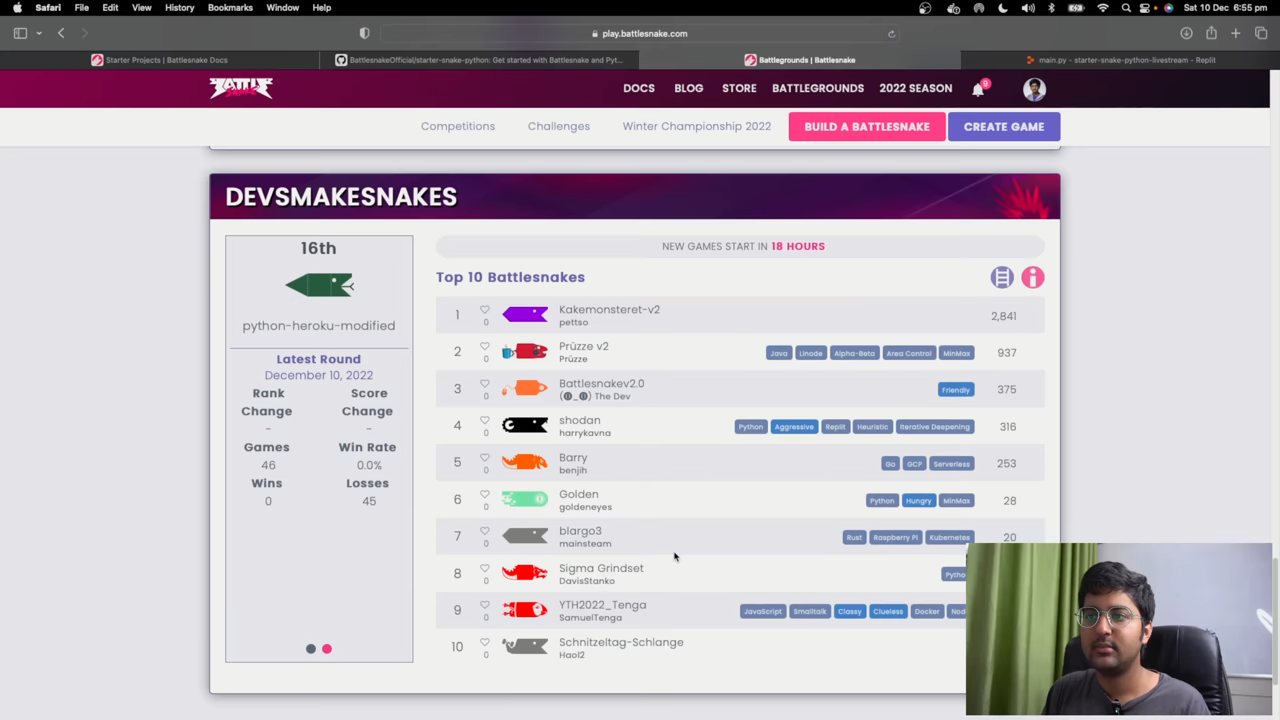 Safari File Edit View History Bookmarks Window Help Sat 10 Dec 6:55 pm
play.battlesnake.com
Starter Projects | Battlesnake Docs
BattlesnakeOfficial/starter-snake-python: Get started with Battlesnake and Pyt...
Battlegrounds | Battlesnake
main.py - starter-snake-python-livestream - Replit
BATTLE SNAKE
DOCS BLOG STORE BATTLEGROUNDS 2022 SEASON 9
Competitions Challenges Winter Championship 2022 BUILD A BATTLESNAKE CREATE GAME
DEVSMAKESNAKES
16th
python-heroku-modified
Latest Round
December 10, 2022
Rank Change
-
Score Change
-
Games
46
Win Rate
0.0%
Wins
0
Losses
45
NEW GAMES START IN 18 HOURS
Top 10 Battlesnakes
1 0 Kakemonsteret-v2 2,841
pettso
2 0 Prüzze v2 Java Linode Alpha-Beta Area Control MinMax 937
Prüzze
3 0 Battlesnakev2.0 Friendly 375
The Dev
4 0 shodan Python Aggressive Replit Heuristic Iterative Deepening 316
harrykavna
5 0 Barry Go GCP Serverless 253
benjih
6 0 Golden Python Hungry MinMax 28
goldeneyes
7 0 blargo3 Rust Raspberry Pi Kubernetes 20
mainsteam
8 0 Sigma Grindset Pytho
DavisStanko
9 0 YTH2022_Tenga JavaScript Smalltalk Classy Clueless Docker Nod
SamuelTenga
10 0 Schnitzeltag-Schlange
Haol2